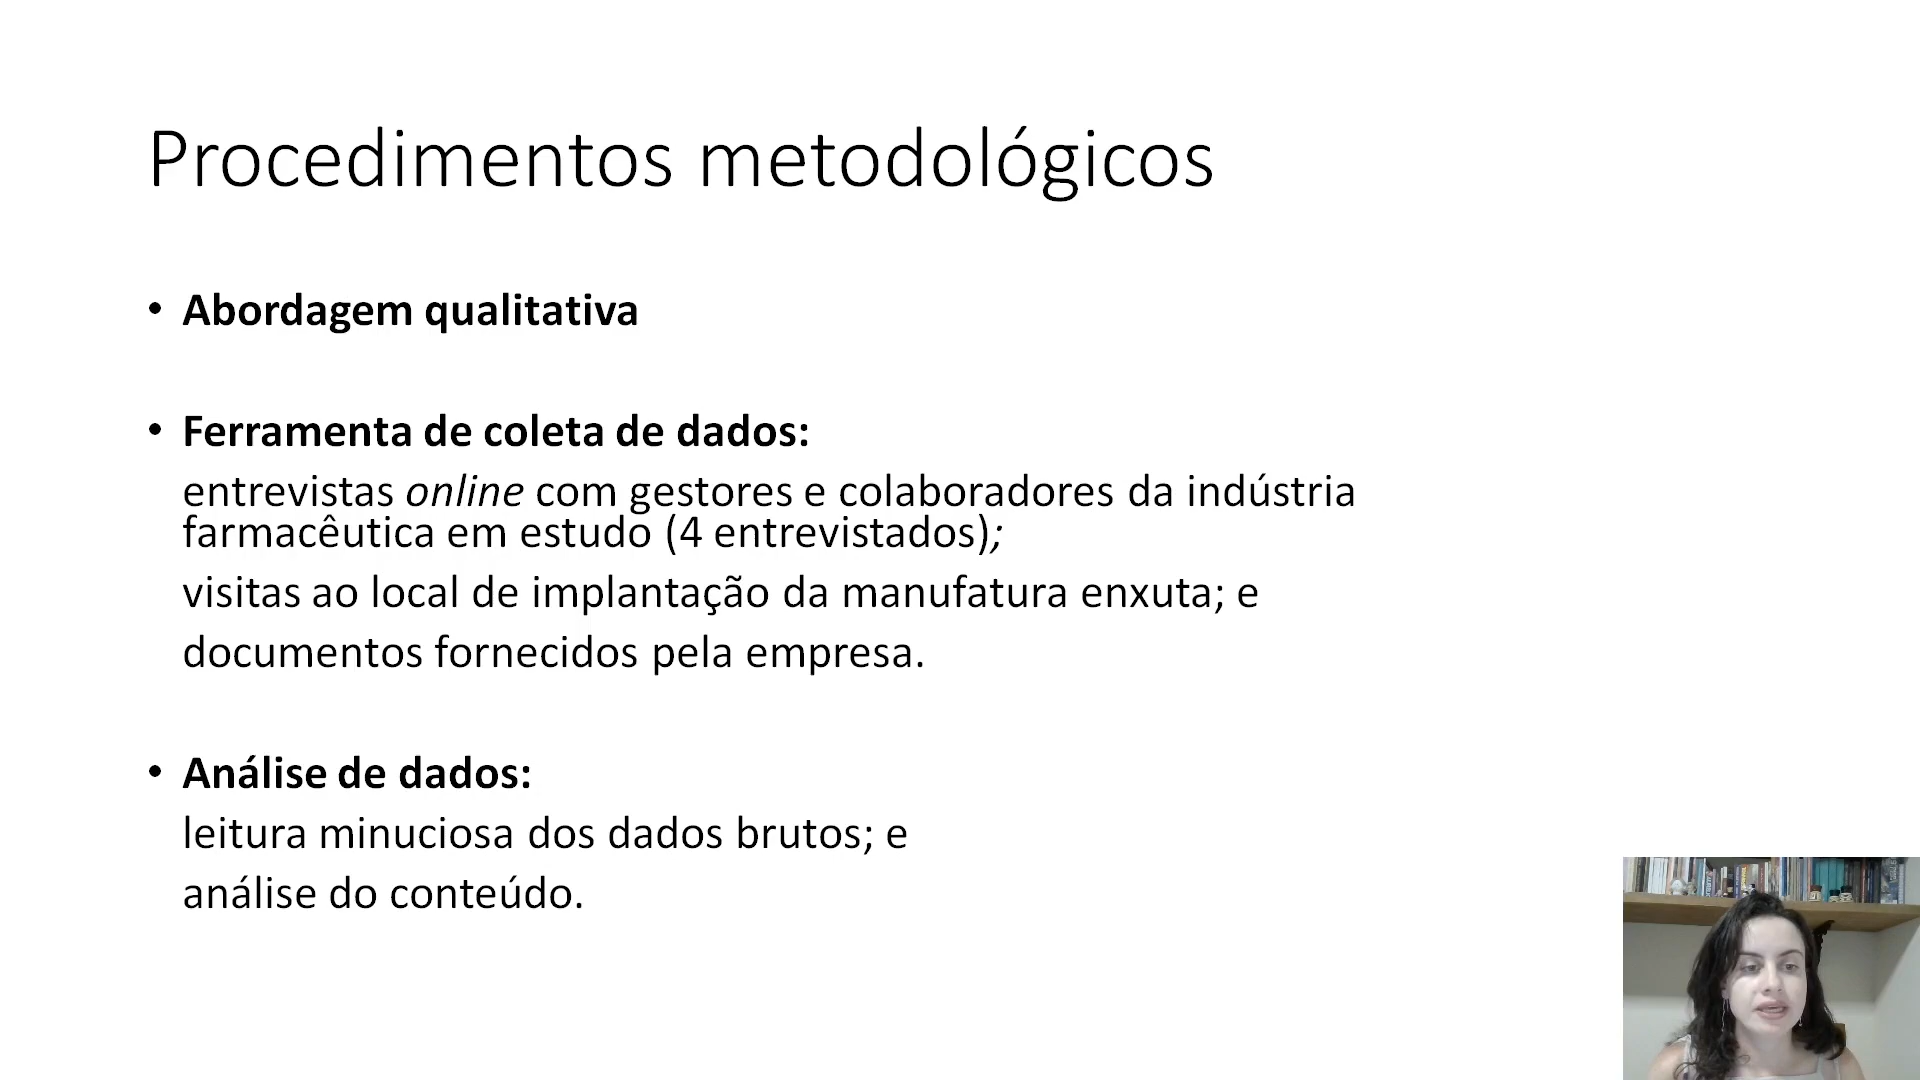 Procedimentos metodológicos
• Abordagem qualitativa
• Ferramenta de coleta de dados:
entrevistas online com gestores e colaboradores da indústria
farmacêutica em estudo (4 entrevistados);
visitas ao local de implantação da manufatura enxuta; e
documentos fornecidos pela empresa.
• Análise de dados:
leitura minuciosa dos dados brutos; e
análise do conteúdo.